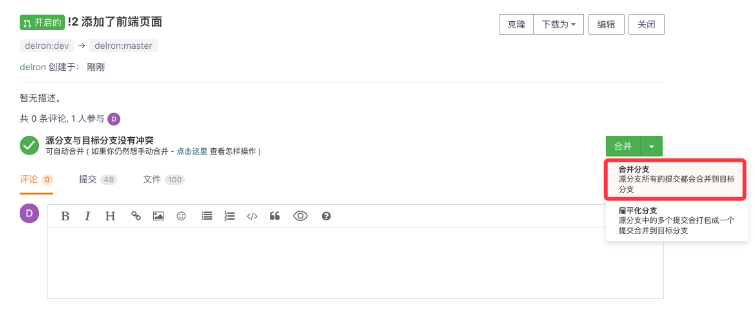 开启的 !2 添加了前端页面
克隆 下载为 编辑 关闭
delron:dev → delron:master
delron 创建于： 刚刚
暂无描述。
共 0 条评论, 1 人参与 D
源分支与目标分支没有冲突
可自动合并 ( 如果你仍然想手动合并 - 点击这里 查看怎样操作 )
合并
合并分支
源分支所有的提交都会合并到目标
分支
扁平化分支
源分支中的多个提交会打包成一个
提交合并到目标分支
评论 0 提交 48 文件 100
D
B I H